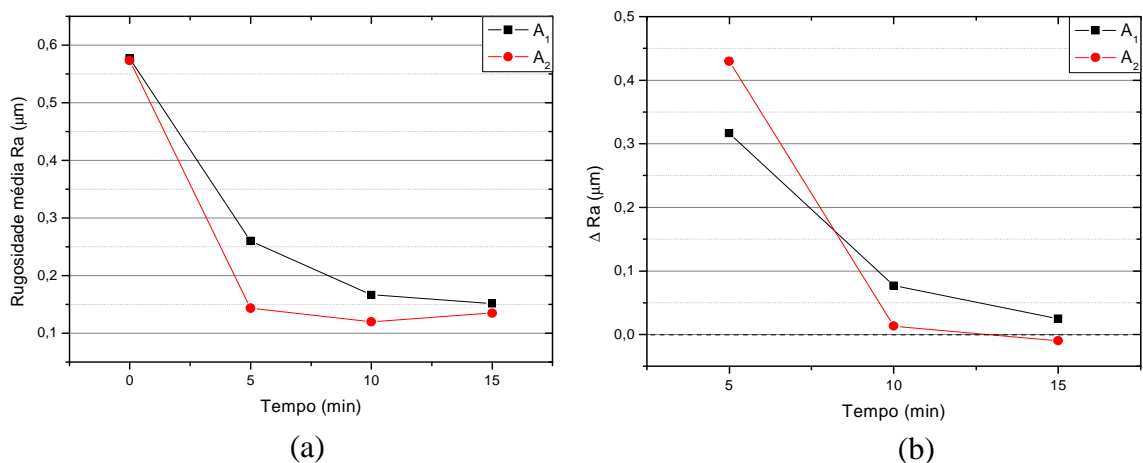 Rugosidade média Ra (µm)
0,6
0,5
0,4
0,3
0,2
0,1
0
5
10
15
Tempo (min)
A1
A2
(a)
Δ Ra (µm)
0,5
0,4
0,3
0,2
0,1
0,0
5
10
15
Tempo (min)
A1
A2
(b)